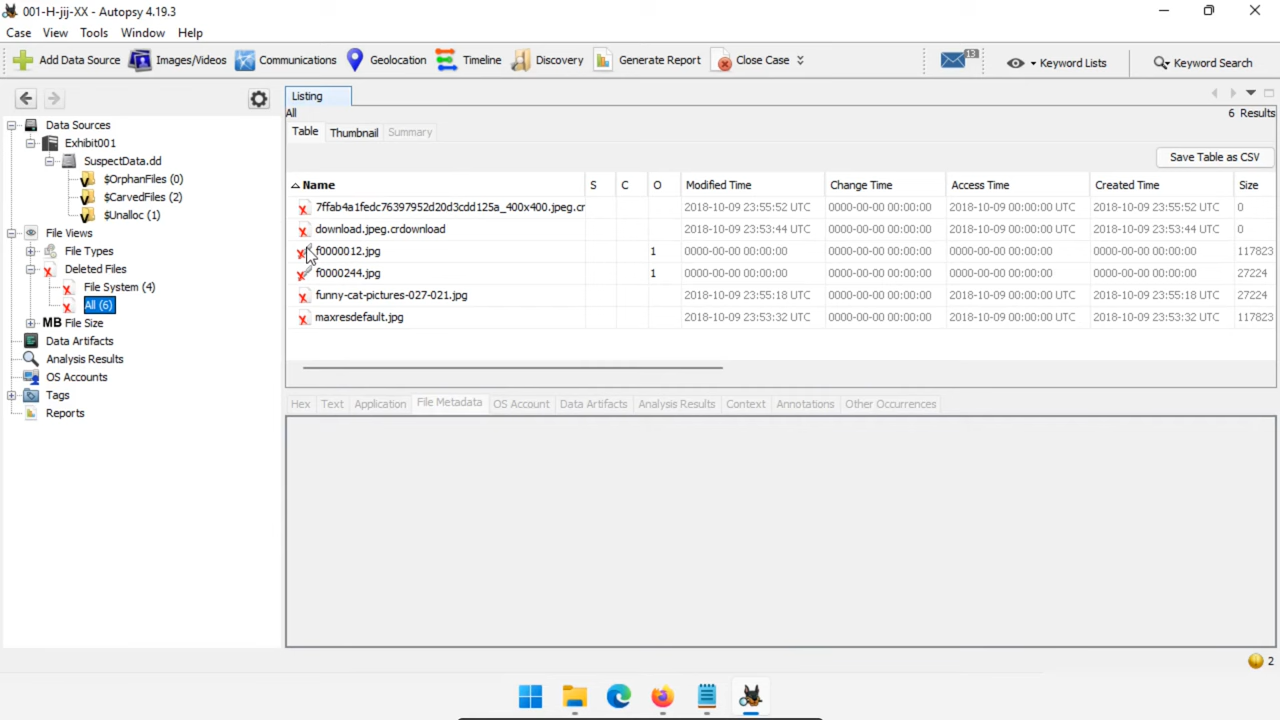 001-H-jij-XX - Autopsy 4.19.3
Case View Tools Window Help
Add Data Source Images/Videos Communications Geolocation Timeline Discovery Generate Report Close Case 13 Keyword Lists Keyword Search
Listing
All 6 Results
Table Thumbnail Summary
Save Table as CSV
Name S C O Modified Time Change Time Access Time Created Time Size
7ffab4a1fedc76397952d20d3cdd125a_400x400.jpeg.cr 2018-10-09 23:55:52 UTC 0000-00-00 00:00:00 2018-10-09 00:00:00 UTC 2018-10-09 23:55:52 UTC 0
download.jpeg.crdownload 2018-10-09 23:53:44 UTC 0000-00-00 00:00:00 2018-10-09 00:00:00 UTC 2018-10-09 23:53:44 UTC 0
f0000012.jpg 1 0000-00-00 00:00:00 0000-00-00 00:00:00 0000-00-00 00:00:00 0000-00-00 00:00:00 117823
f0000244.jpg 1 0000-00-00 00:00:00 0000-00-00 00:00:00 0000-00-00 00:00:00 0000-00-00 00:00:00 27224
funny-cat-pictures-027-021.jpg 2018-10-09 23:55:18 UTC 0000-00-00 00:00:00 2018-10-09 00:00:00 UTC 2018-10-09 23:55:18 UTC 27224
maxresdefault.jpg 2018-10-09 23:53:32 UTC 0000-00-00 00:00:00 2018-10-09 00:00:00 UTC 2018-10-09 23:53:32 UTC 117823
Data Sources
Exhibit001
SuspectData.dd
$OrphanFiles (0)
$CarvedFiles (2)
$Unalloc (1)
File Views
File Types
Deleted Files
File System (4)
All (6)
MB File Size
Data Artifacts
Analysis Results
OS Accounts
Tags
Reports
Hex Text Application File Metadata OS Account Data Artifacts Analysis Results Context Annotations Other Occurrences
2